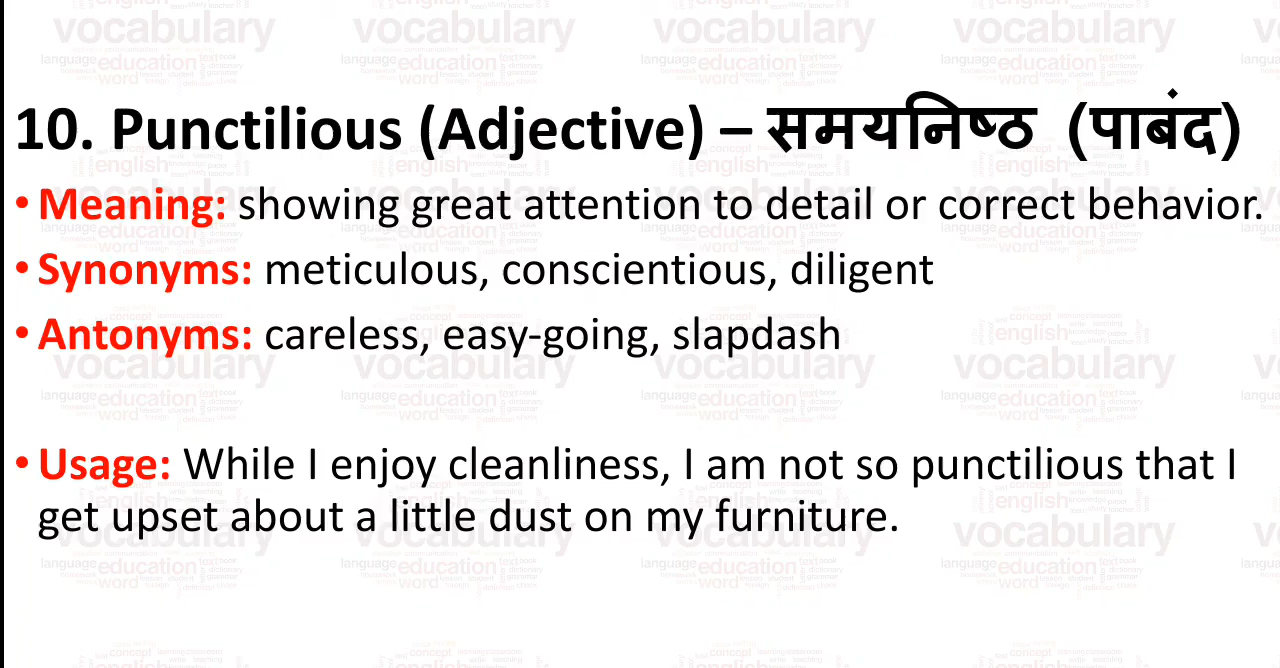 10. Punctilious (Adjective) – समयनिष्ठ (पाबंद)
• Meaning: showing great attention to detail or correct behavior.
• Synonyms: meticulous, conscientious, diligent
• Antonyms: careless, easy-going, slapdash
• Usage: While I enjoy cleanliness, I am not so punctilious that I
get upset about a little dust on my furniture.